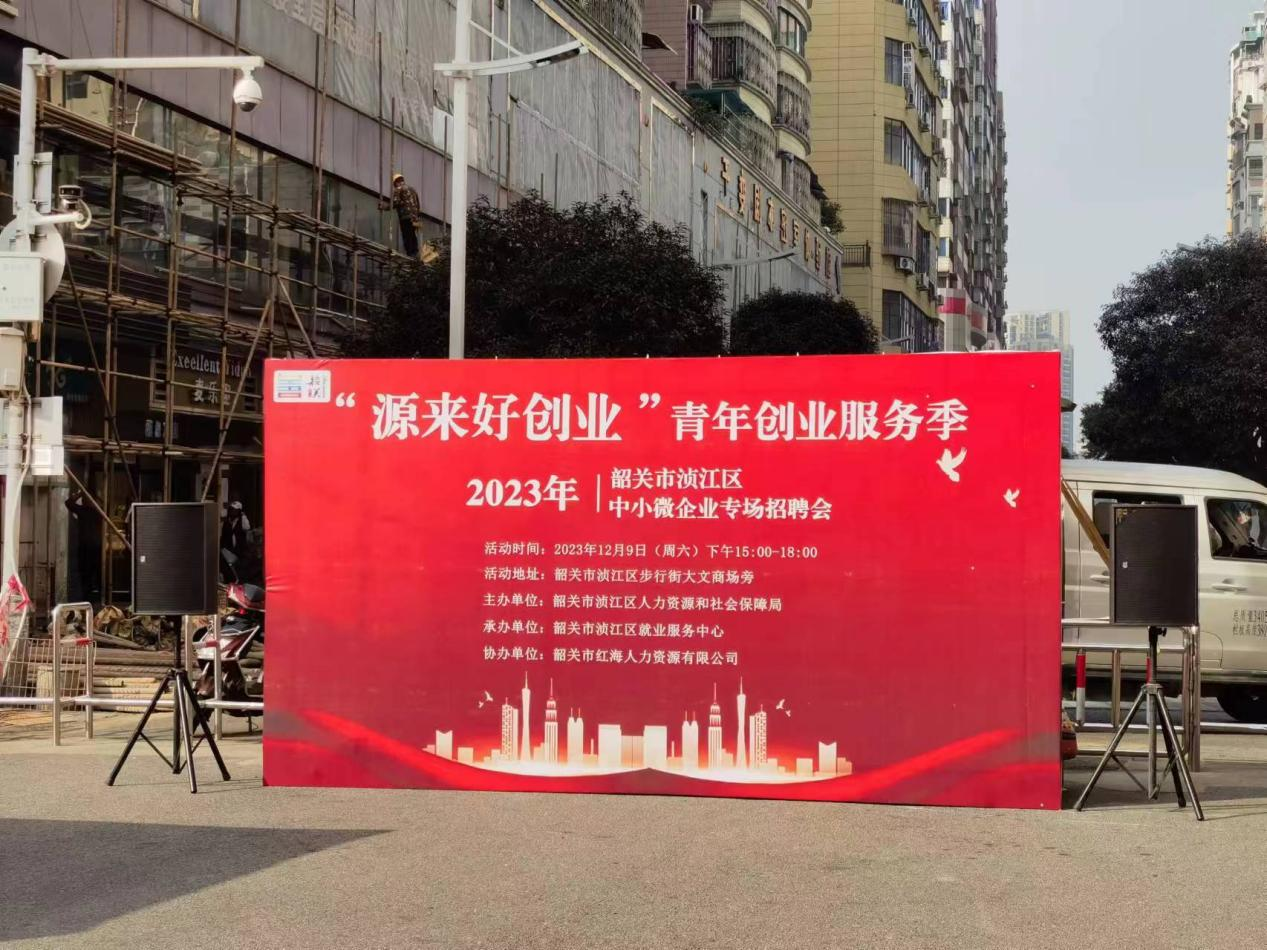 “源来好创业”青年创业服务季
2023年
韶关市浈江区
中小微企业专场招聘会
活动时间：2023年12月9日（周六）下午15:00-18:00
活动地址：韶关市浈江区步行街大文商场旁
主办单位：韶关市浈江区人力资源和社会保障局
承办单位：韶关市浈江区就业服务中心
协办单位：韶关市红海人力资源有限公司